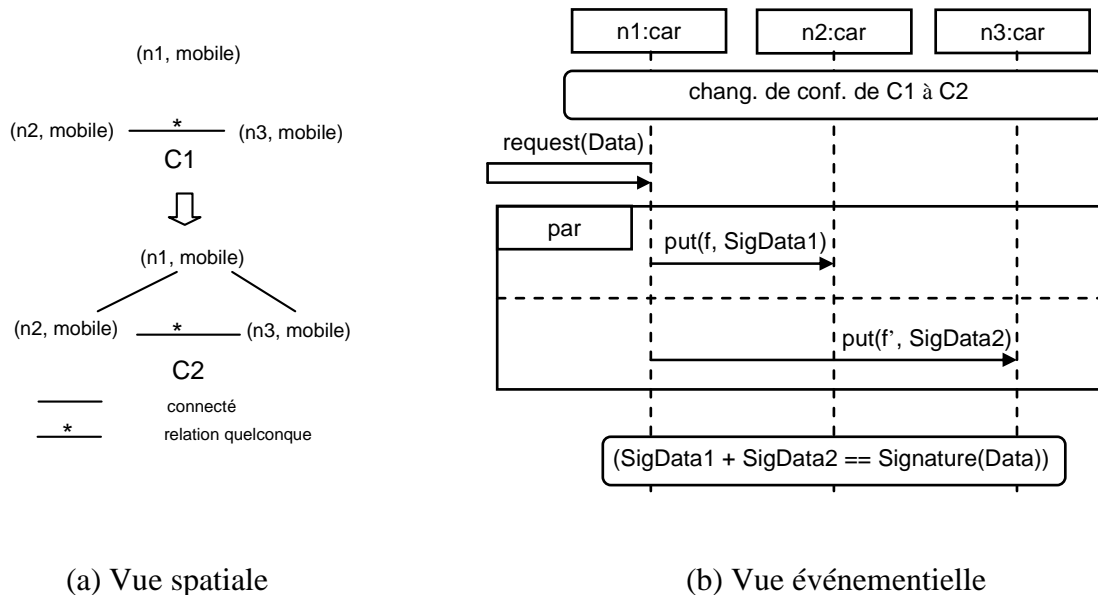 (n1, mobile)
(n2, mobile)
*
(n3, mobile)
C1
(n1, mobile)
(n2, mobile)
*
(n3, mobile)
C2
connecté
*
relation quelconque
(a) Vue spatiale
n1:car
n2:car
n3:car
chang. de conf. de C1 à C2
request(Data)
par
put(f, SigData1)
put(f', SigData2)
(SigData1 + SigData2 == Signature(Data))
(b) Vue événementielle